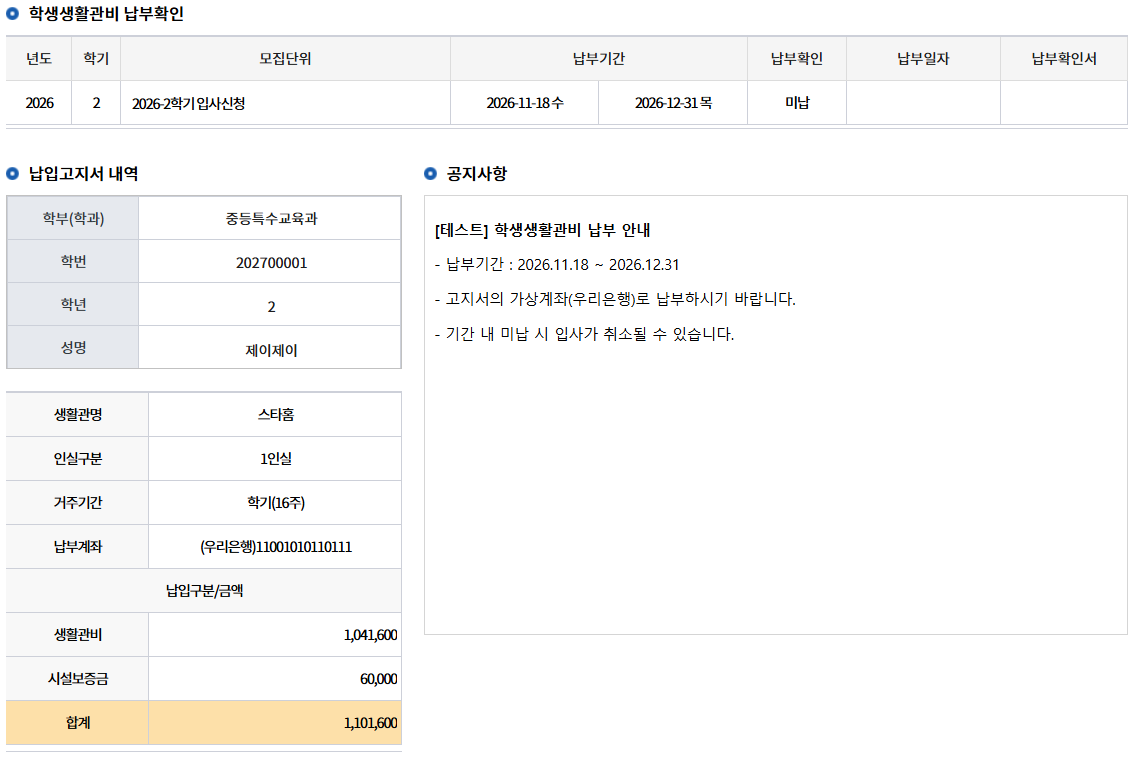 학생생활관비 납부확인
년도 학기 모집단위 납부기간 납부확인 납부일자 납부확인서
2026 2 2026-2학기 입사신청 2026-11-18 수 2026-12-31 목 미납
납입고지서 내역
학부(학과) 중등특수교육과
학번 202700001
학년 2
성명 제이제이
생활관명 스타홈
인실구분 1인실
거주기간 학기(16주)
납부계좌 (우리은행)11001010110111
납입구분/금액
생활관비 1,041,600
시설보증금 60,000
합계 1,101,600
공지사항
[테스트] 학생생활관비 납부 안내
- 납부기간 : 2026.11.18 ~ 2026.12.31
- 고지서의 가상계좌(우리은행)로 납부하시기 바랍니다.
- 기간 내 미납 시 입사가 취소될 수 있습니다.